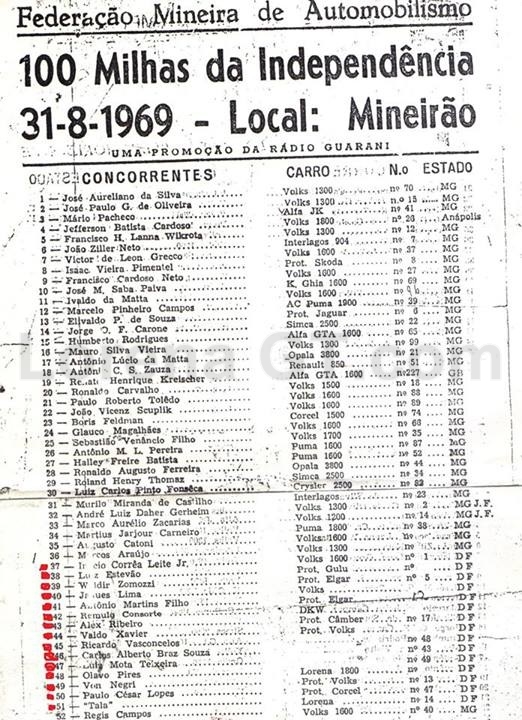 Federação Mineira de Automobilismo
100 Milhas da Independência
31-8-1969 - Local: Mineirão
UMA PROMOÇÃO DA RÁDIO GUARANI
CONCORRENTES CARRO N.o ESTADO
1 — José Aureliano da Silva Volks 1300 nº 70 MG
2 — José Paulo G. de Oliveira Volks 1300 n.º 15 MG
3 — Mário Pacheco Alfa JK nº 41 MG
4 — Jefferson Batista Cardoso Volks 1600 nº 26 Anápolis
5 — Francisco H. Lanna Wikrota Volks 1300 nº 12 MG
6 — João Ziller Neto Interlagos 904 nº 7 MG
7 — Victor de Leon Grecco Volks 1600 nº 37 MG
8 — Isaac Vieira Pimentel Prot. Skoda nº 8 MG
9 — Francisco Cardoso Neto Volks 1600 nº 27 MG
10 — José M. Saba Paiva K. Ghia 1600 nº 69 MG
11 — Ivaldo da Matta Volks 1600 nº MG
12 — Marcelo Pinheiro Campos AC Puma 1900 nº 39 MG
13 — Elivaldo P. de Souza Prot. Jaguar nº 6 MG
14 — Jorge O. F. Carone Simca 2500 nº 22 MG
15 — Humberto Rodrigues Alfa GTA 1600 nº 65 MG
16 — Mauro Silva Vieira Volks 1300 nº 99 MG
17 — Antônio Lúcio da Matta Opala 3800 nº 21 MG
18 — Antôni C. S. Zauza Renault 850 nº 51 MG
19 — Renati Henrique Kreischer Alfa GTA 1600 nº227 GB
20 — Ronaldo Carvalho Volks 1500 nº 18 MG
21 — Paulo Roberto Tolêdo Volks 1600 nº 88 MG
22 — João Vicenz Scuplik Volks 1600 nº 89 MG
23 — Boris Feldman Corcel 1500 nº 74 MG
24 — Glauco Magalhães Volks 1600 nº 68 MG
25 — Sebastião Venâncio Filho Volks 1700 nº 35 MG
26 — Antônio M. L. Pereira Puma 1600 nº 87 MG
27 — Halley Freire Batista Puma 1600 nº 52 MG
28 — Ronaldo Augusto Ferreira Opala 3800 nº 44 MG
29 — Roland Henry Thomaz Simca 2500 nº 34 MG
30 — Luiz Carlos Pinto Fonsêca Crysler 2500 nº 82 MG
31 — Murilo Miranda de Castilho Interlagos nº 23 MG
32 — André Luiz Daher Gerheim Volks 1300 nº 2 MG J.F.
33 — Marco Aurélio Zacarias Volks 1200 nº 14 MG J.F.
34 — Martius Jarjour Carneiro Puma 1800 nº 38 MG
35 — Augusto Catoni Volks 1600 nº MG
36 — Marcos Araújo Volks 1300 nº MG
37 — Inácio Corrêa Leite Jr. Volks 1600 nº 1 DF
38 — Luiz Estevão Prot. Gulu nº DF
39 — Waldir Zomozzi Prot. Elgar nº 5 DF
40 — Jaques Lima Volks DF
41 — Antônio Martins Filho Prot. Elgar 12 DF
42 — Romulo Consorte DKW DF
43 — Alex Ribeiro Prot. Câmber nº 17 DF
44 — Valdo Xavier Prot. Volks DF
45 — Ricardo Vasconcelos nº 48 DF
46 — Carlos Alberto Braz Souza nº 43 DF
47 — Luiz Mota Teixeira nº 49 DF
48 — Olavo Pires Lorena 1800 DF
49 — Von Negri Prot. Volks nº 13 DF
50 — Paulo César Lopes Prot. Corcel nº 47 DF
51 — "Tala" Lorena nº 14 DF
52 — Regis Campos Volks 1600 nº 40 MG